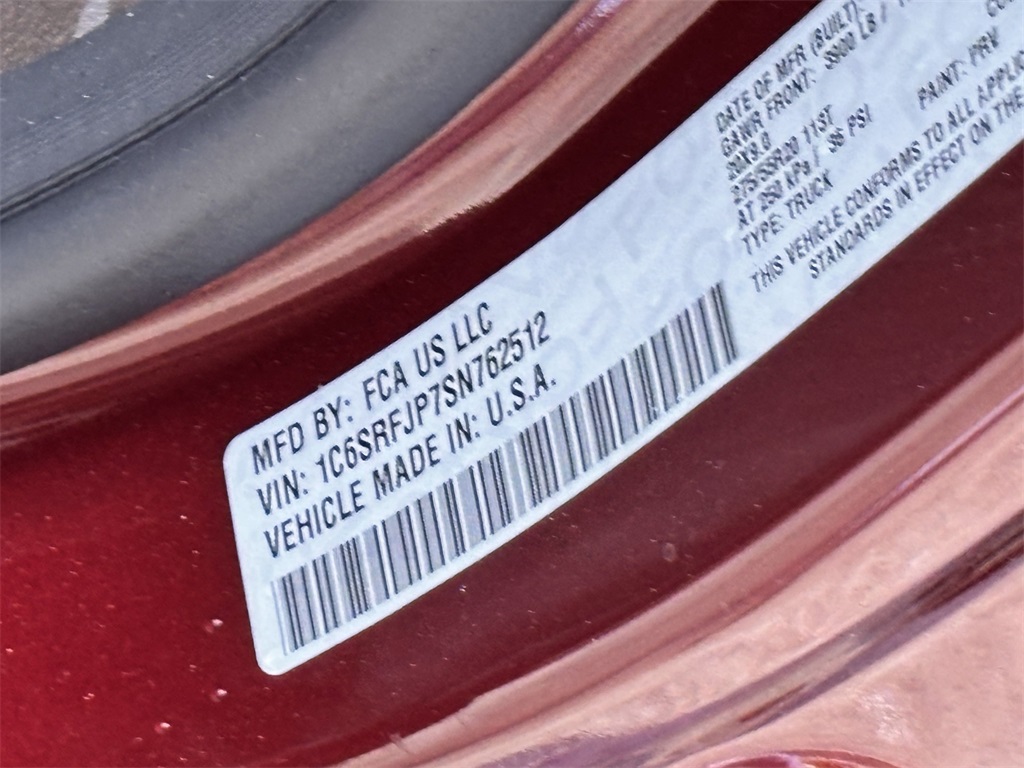 MFD BY: FCA US LLC
VIN: 1C6SRFJP7SN762512
VEHICLE MADE IN: U.S.A.
DATE OF MFR (BUILT):
GAWR FRONT: 3900 LB /
20X9.0
275/55R20 113T
AT 250 kPa / 36 PSI
TYPE: TRUCK
PAINT: PRV
THIS VEHICLE CONFORMS TO ALL
STANDARDS IN EFFECT ON THE